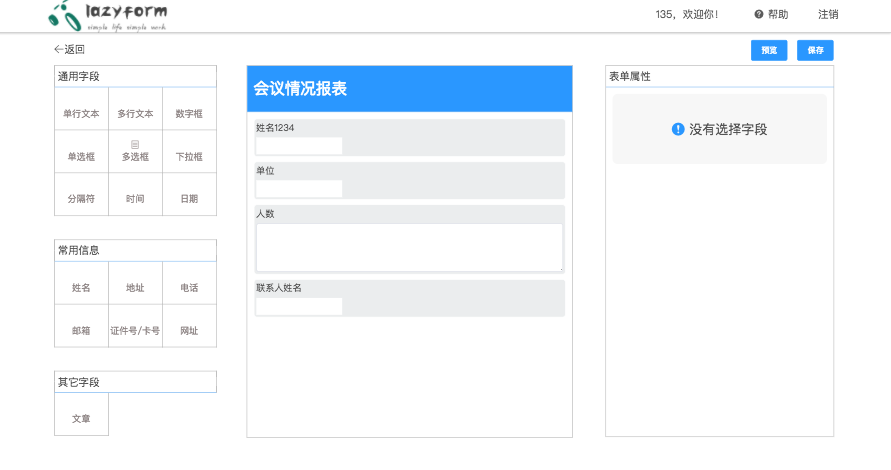 lazyform
simple life simple work
135，欢迎你！
帮助
注销
←返回
预览
保存
通用字段
单行文本 多行文本 数字框
单选框 多选框 下拉框
分隔符 时间 日期
常用信息
姓名 地址 电话
邮箱 证件号/卡号 网址
其它字段
文章
会议情况报表
姓名1234
单位
人数
联系人姓名
表单属性
没有选择字段